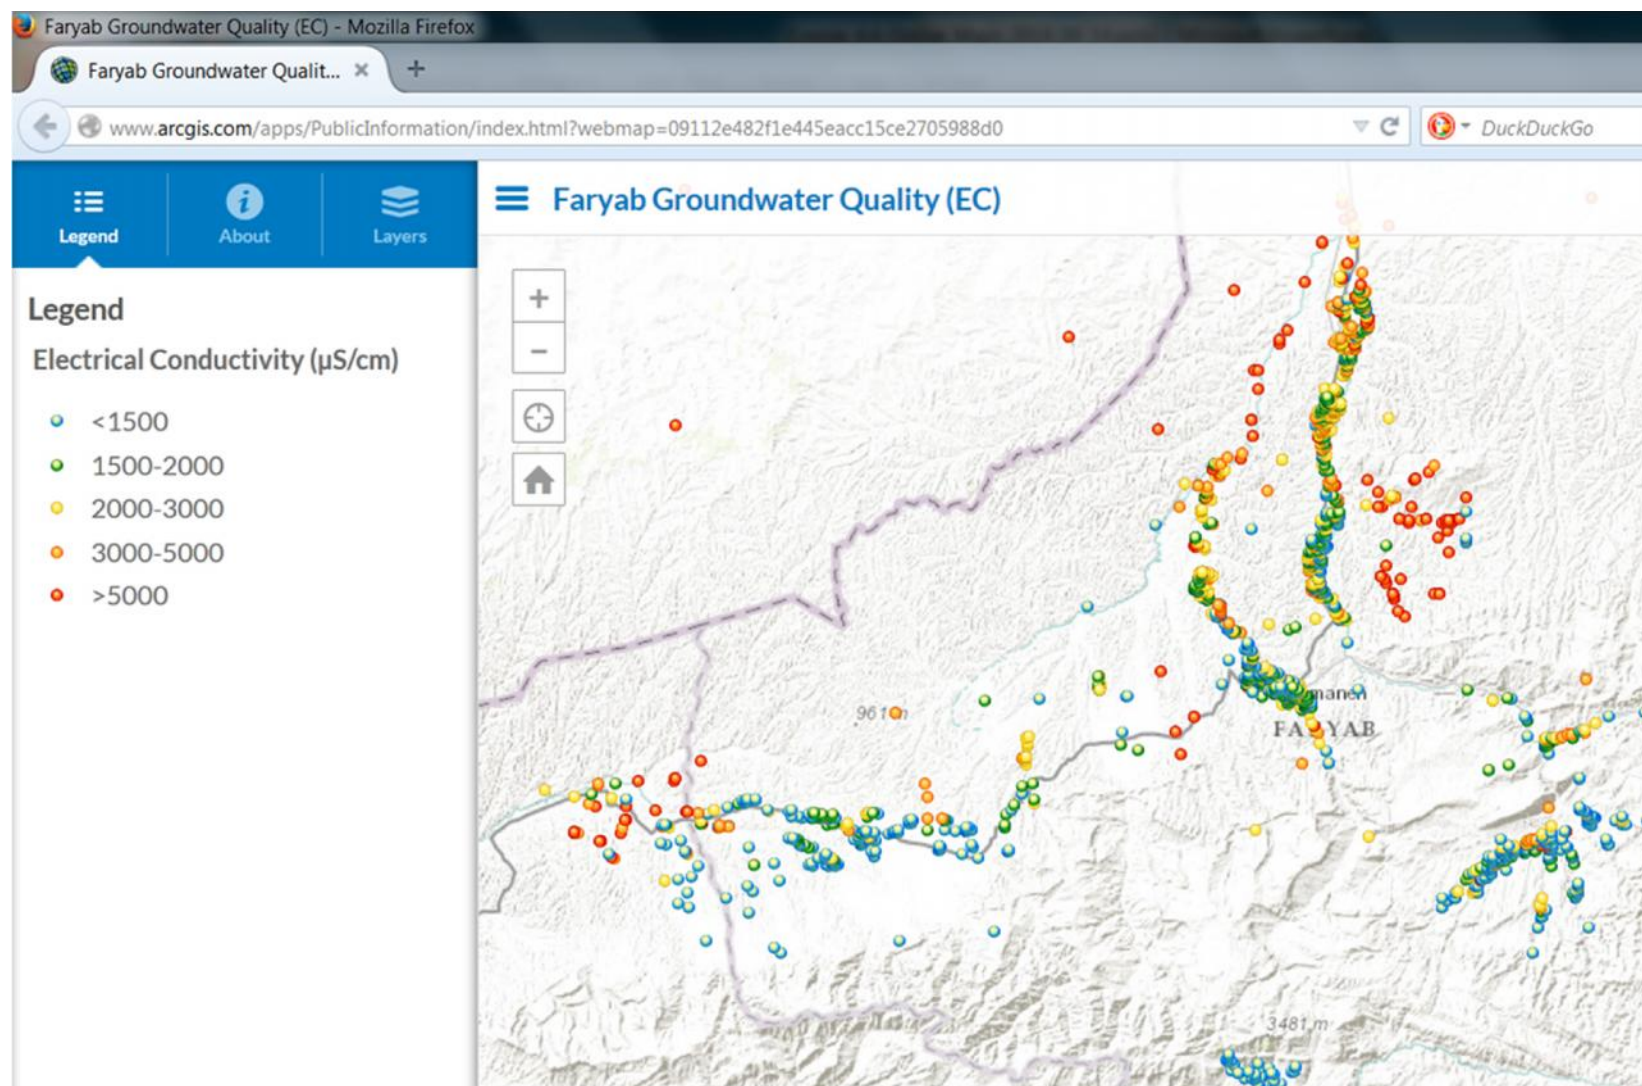 Faryab Groundwater Quality (EC) - Mozilla Firefox
Faryab Groundwater Qualit...
www.arcgis.com/apps/PublicInformation/index.html?webmap=09112e482f1e445eacc15ce2705988d0
DuckDuckGo
Legend
About
Layers
Faryab Groundwater Quality (EC)
Legend
Electrical Conductivity (µS/cm)
<1500
1500-2000
2000-3000
3000-5000
>5000
manen
FARYAB
3481 m